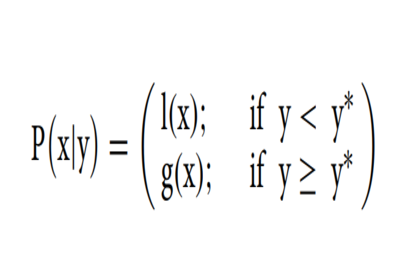 P(x|y) = ( l(x);  if y < y*
g(x);  if y ≥ y* )